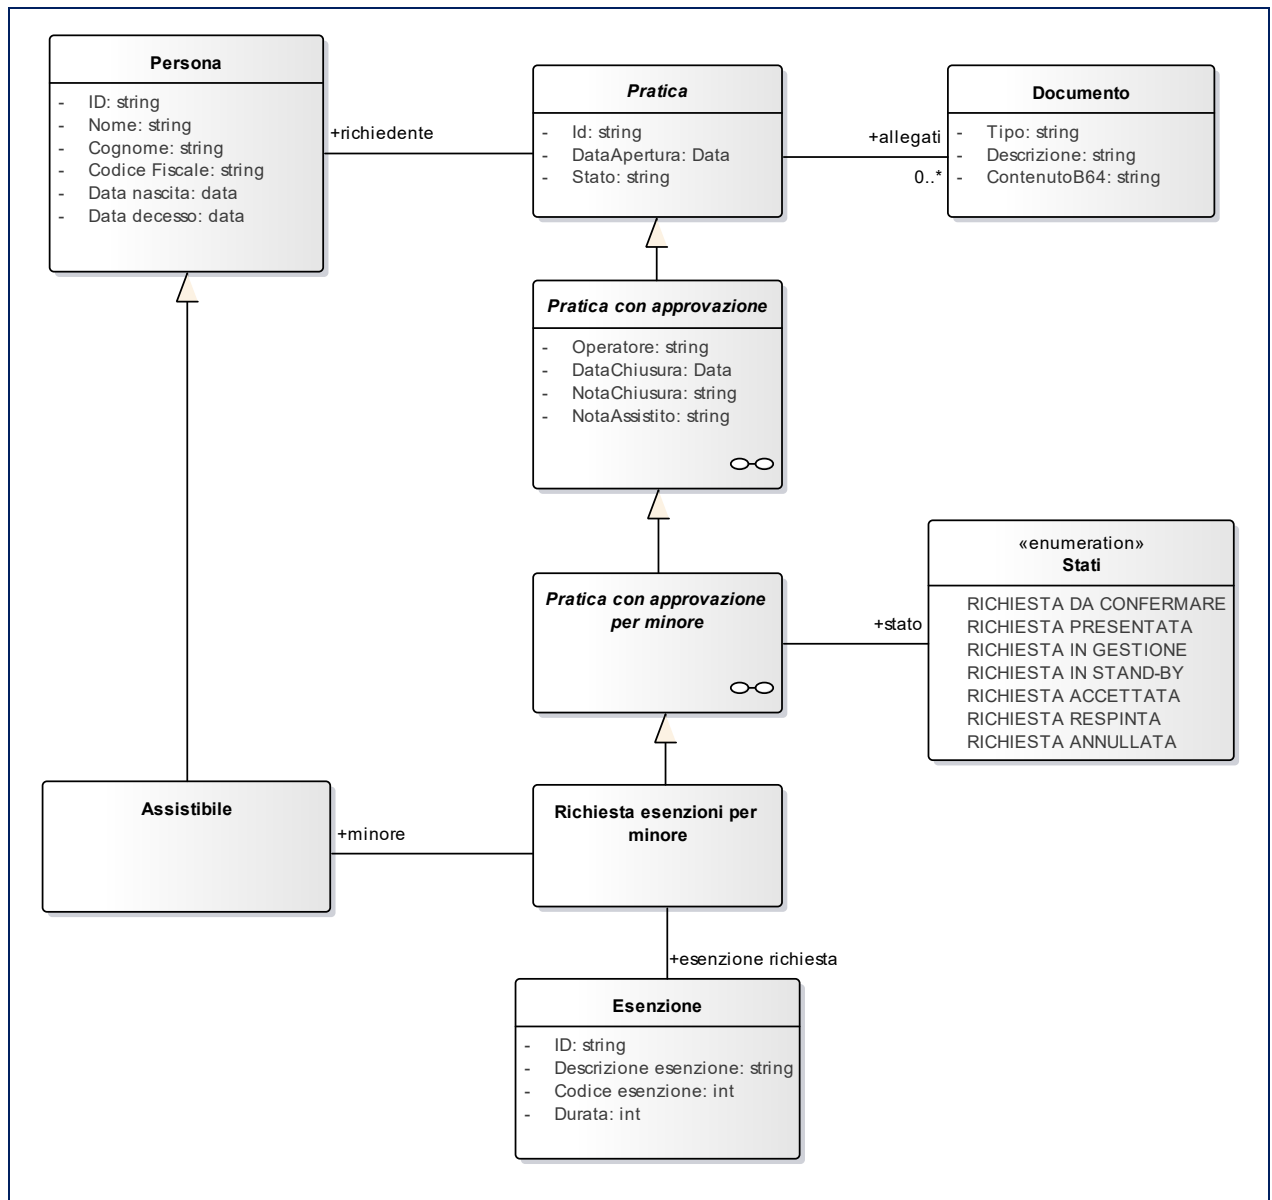 Persona
- ID: string
- Nome: string
- Cognome: string
- Codice Fiscale: string
- Data nascita: data
- Data decesso: data
+richiedente
Pratica
- Id: string
- DataApertura: Data
- Stato: string
+allegati
0..*
Documento
- Tipo: string
- Descrizione: string
- ContenutoB64: string
Pratica con approvazione
- Operatore: string
- DataChiusura: Data
- NotaChiusura: string
- NotaAssistito: string
Pratica con approvazione
per minore
+stato
«enumeration»
Stati
RICHIESTA DA CONFERMARE
RICHIESTA PRESENTATA
RICHIESTA IN GESTIONE
RICHIESTA IN STAND-BY
RICHIESTA ACCETTATA
RICHIESTA RESPINTA
RICHIESTA ANNULLATA
Assistibile
+minore
Richiesta esenzioni per
minore
+esenzione richiesta
Esenzione
- ID: string
- Descrizione esenzione: string
- Codice esenzione: int
- Durata: int